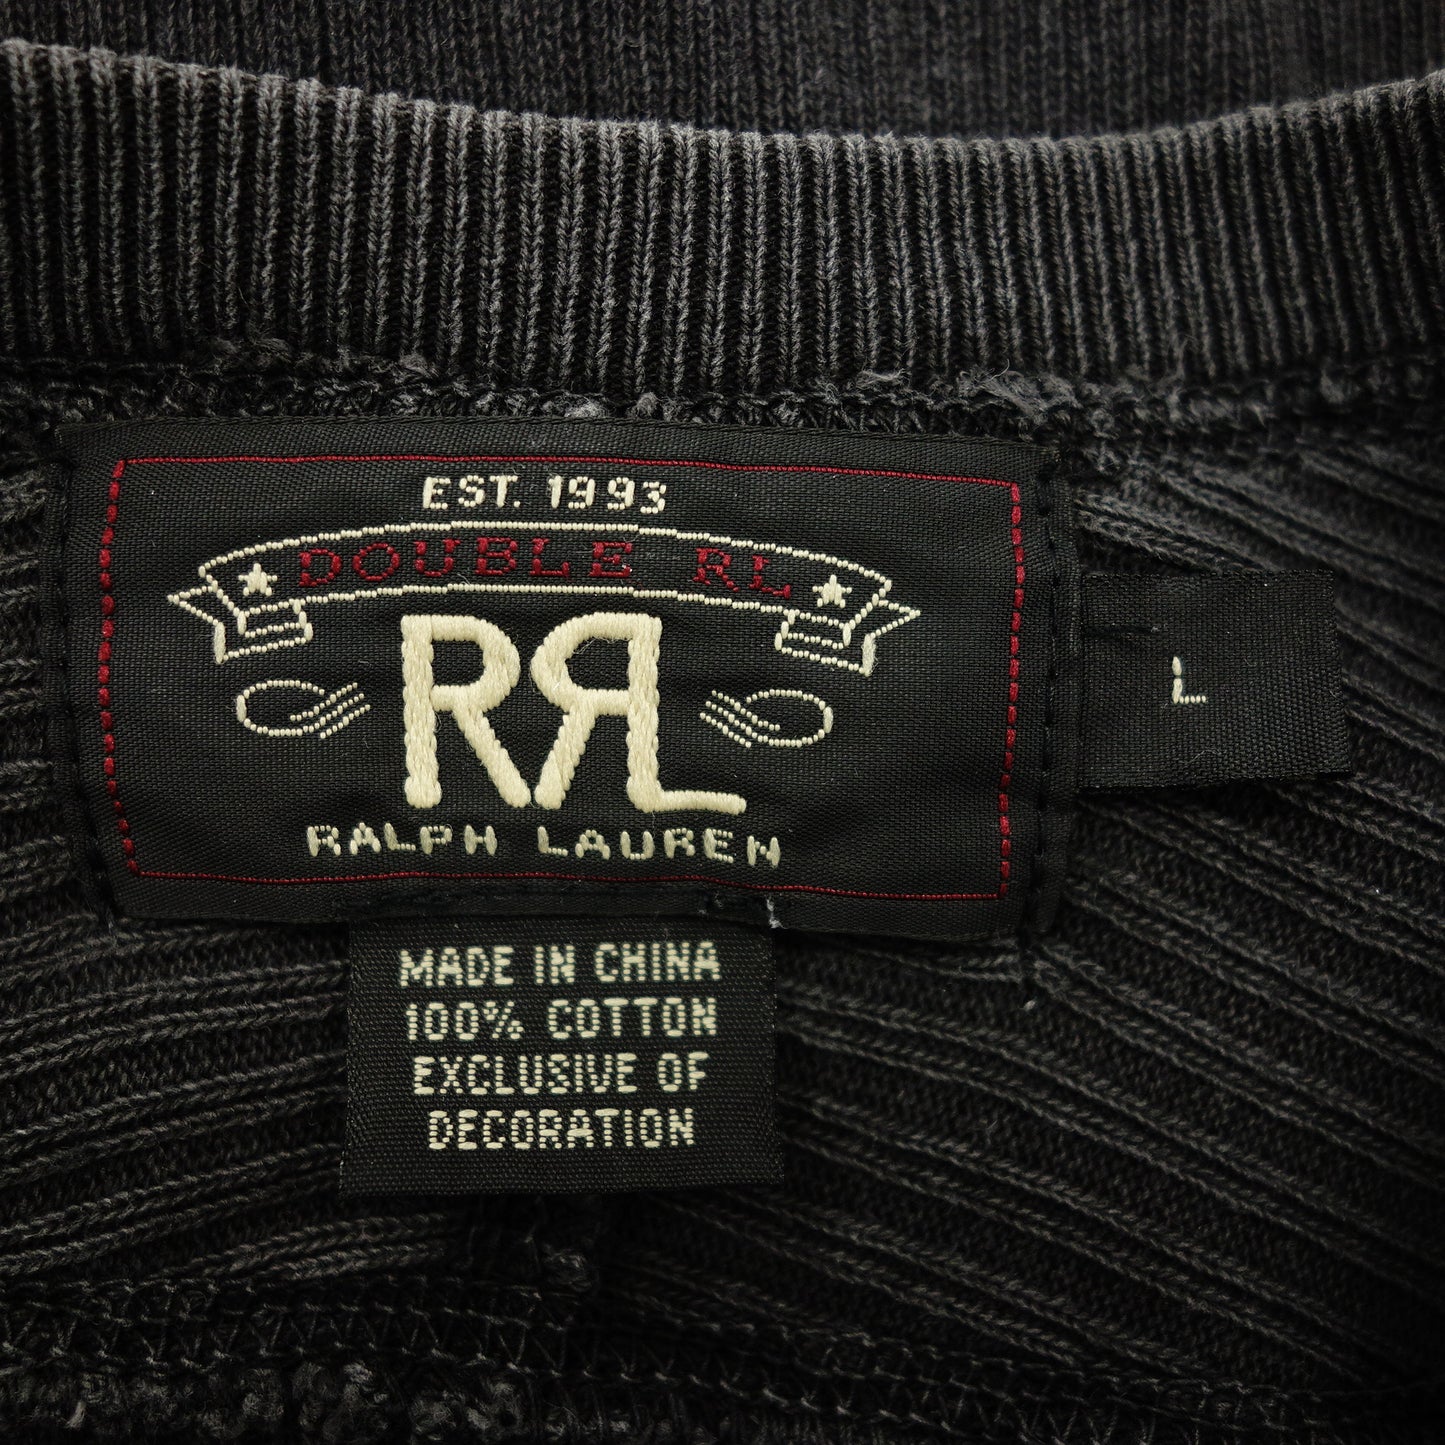 EST. 1993
DOUBLE RL
RRL
RALPH LAUREN
L
MADE IN CHINA
100% COTTON
EXCLUSIVE OF
DECORATION